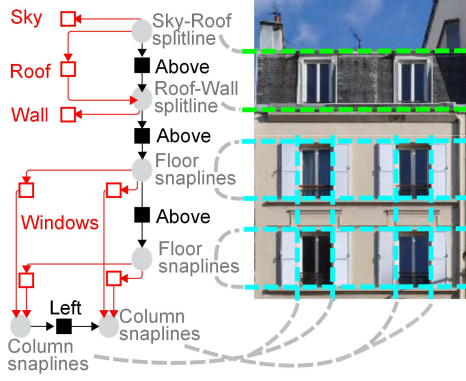 Sky
Sky-Roof
splitline
Above
Roof
Roof-Wall
splitline
Wall
Above
Floor
snaplines
Windows
Above
Floor
snaplines
Left
Column
snaplines
Column
snaplines